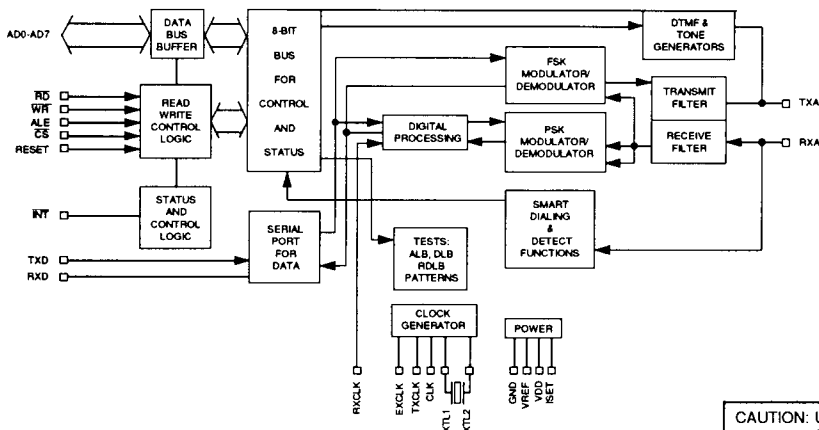 AD0-AD7
DATA
BUS
BUFFER
8-BIT
BUS
FOR
CONTROL
AND
STATUS
DTMF &
TONE
GENERATORS
RD
WR
ALE
CS
RESET
READ
WRITE
CONTROL
LOGIC
FSK
MODULATOR/
DEMODULATOR
TRANSMIT
FILTER
TXA
DIGITAL
PROCESSING
PSK
MODULATOR/
DEMODULATOR
RECEIVE
FILTER
RXA
INT
STATUS
AND
CONTROL
LOGIC
SMART
DIALING
&
DETECT
FUNCTIONS
TXD
RXD
SERIAL
PORT
FOR
DATA
TESTS:
ALB, DLB
RDLB
PATTERNS
CLOCK
GENERATOR
POWER
RXCLK
EXCLK
TXCLK
CLK
XTL1
XTL2
GND
VREF
VDD
ISET
CAUTION: U